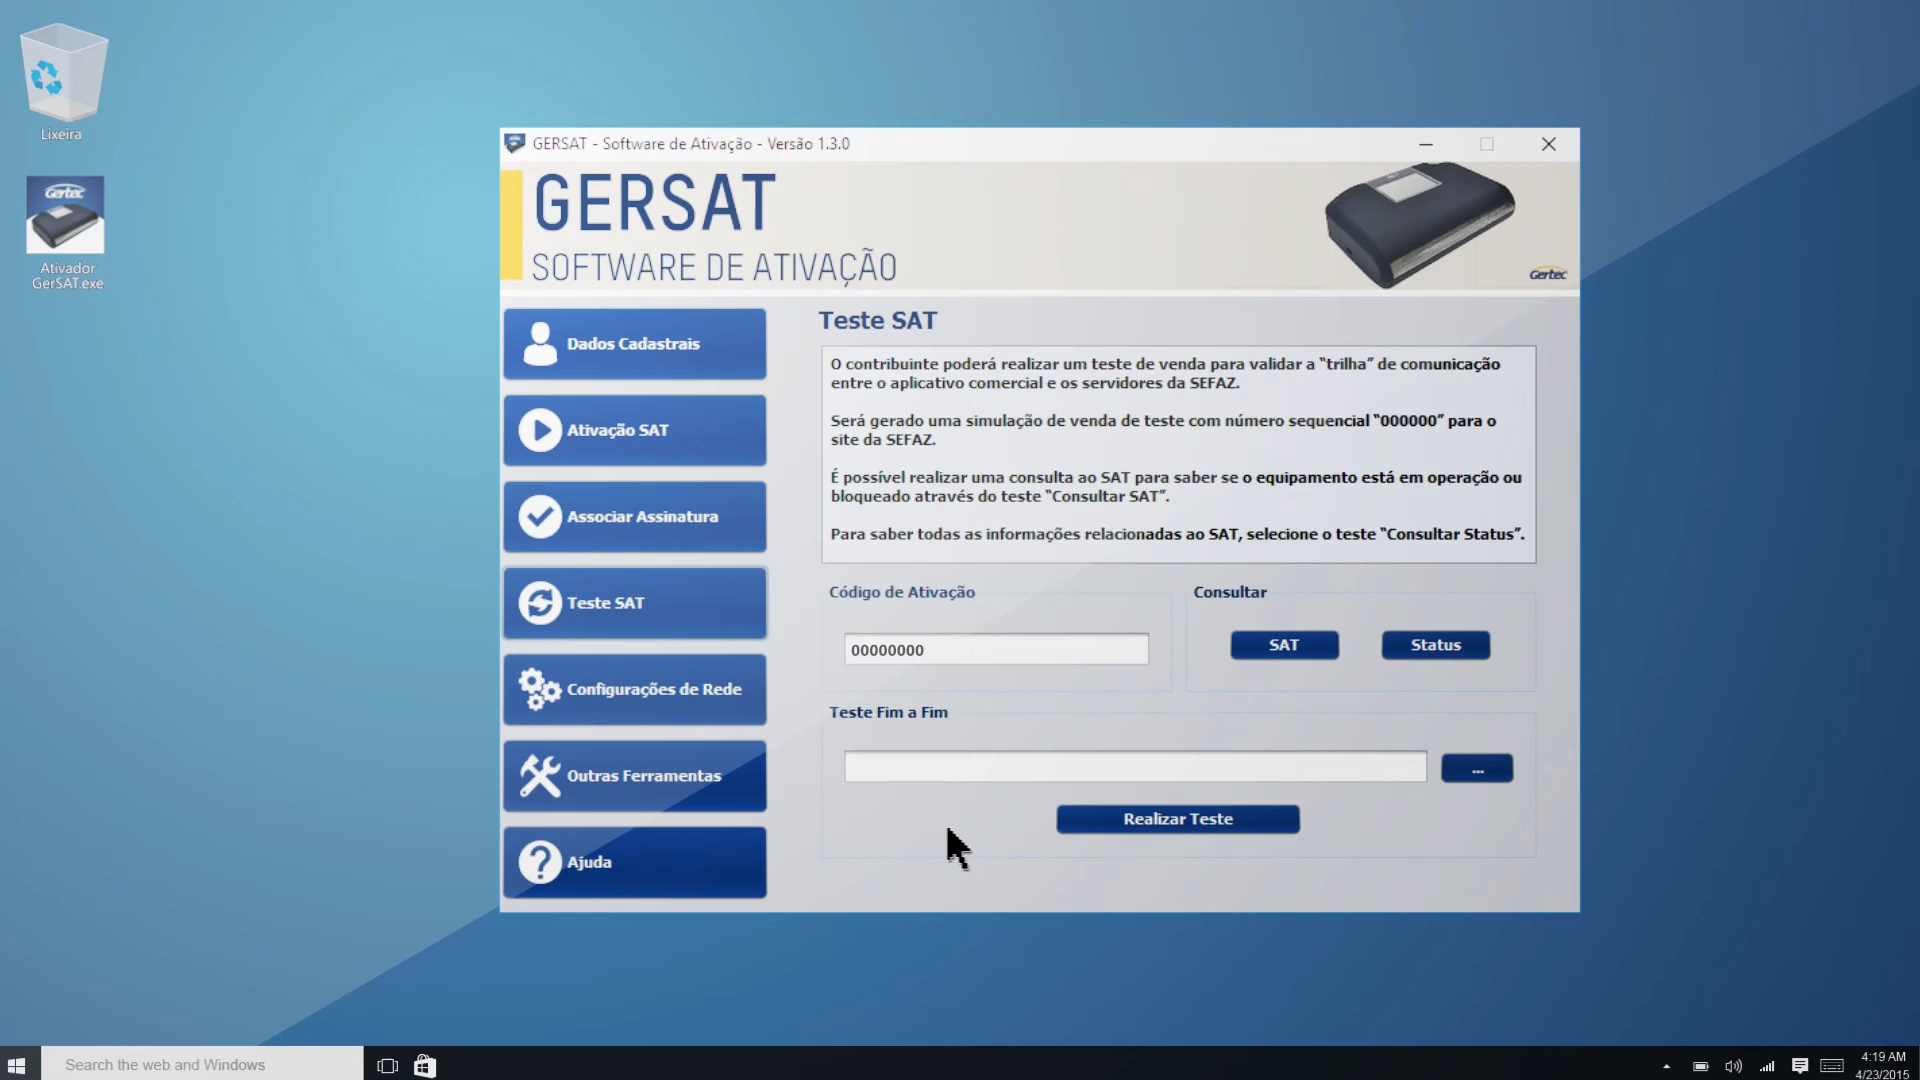 Lixeira
Gertec
Ativador
GerSAT.exe
GERSAT - Software de Ativação - Versão 1.3.0
GERSAT
SOFTWARE DE ATIVAÇÃO
Gertec
Dados Cadastrais
Ativação SAT
Associar Assinatura
Teste SAT
Configurações de Rede
Outras Ferramentas
Ajuda
Teste SAT
O contribuinte poderá realizar um teste de venda para validar a “trilha” de comunicação
entre o aplicativo comercial e os servidores da SEFAZ.
Será gerado uma simulação de venda de teste com número sequencial “000000” para o
site da SEFAZ.
É possível realizar uma consulta ao SAT para saber se o equipamento está em operação ou
bloqueado através do teste “Consultar SAT”.
Para saber todas as informações relacionadas ao SAT, selecione o teste “Consultar Status”.
Código de Ativação
00000000
Consultar
SAT
Status
Teste Fim a Fim
...
Realizar Teste
Search the web and Windows
4:19 AM
4/23/2015